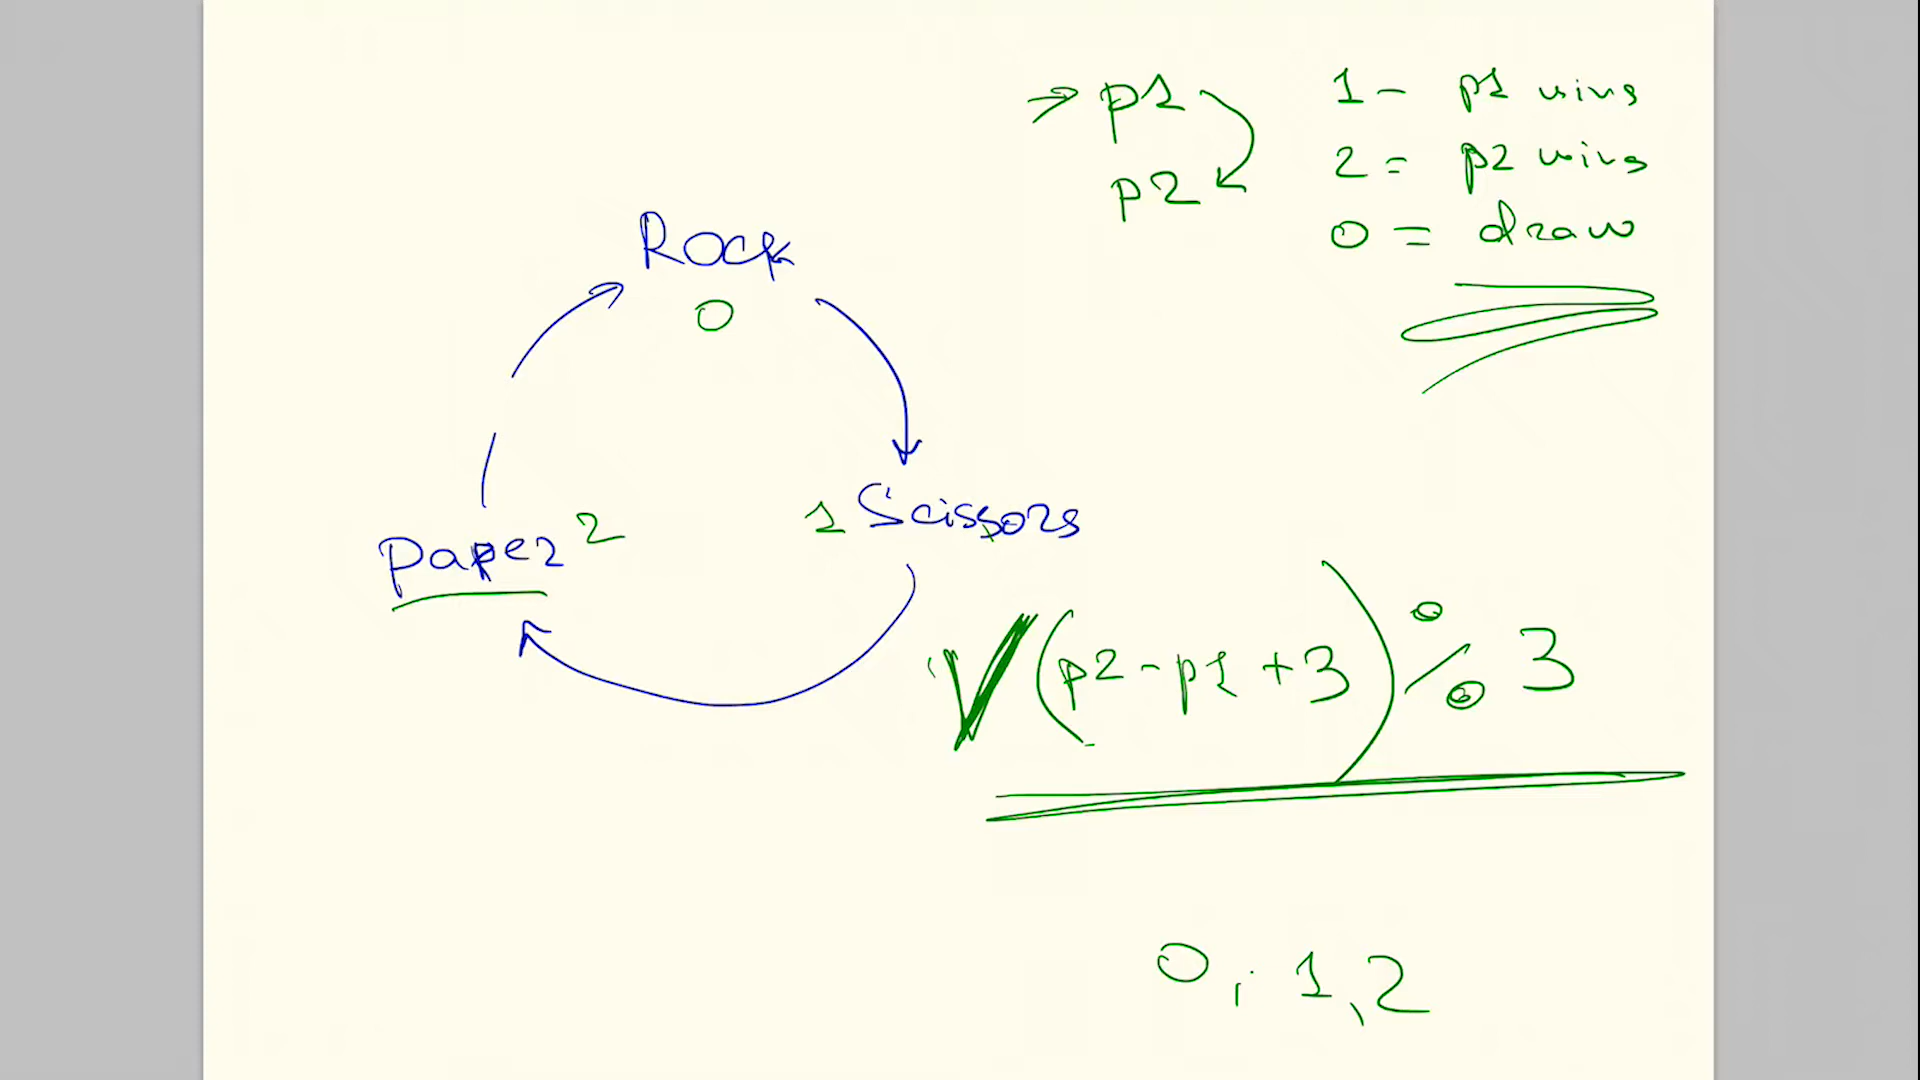 p1 1 - p1 wins
p2 2 = p2 wins
0 = draw
Rock
0
1 Scissors
paper 2
(p2 - p1 + 3) % 3
0, 1, 2